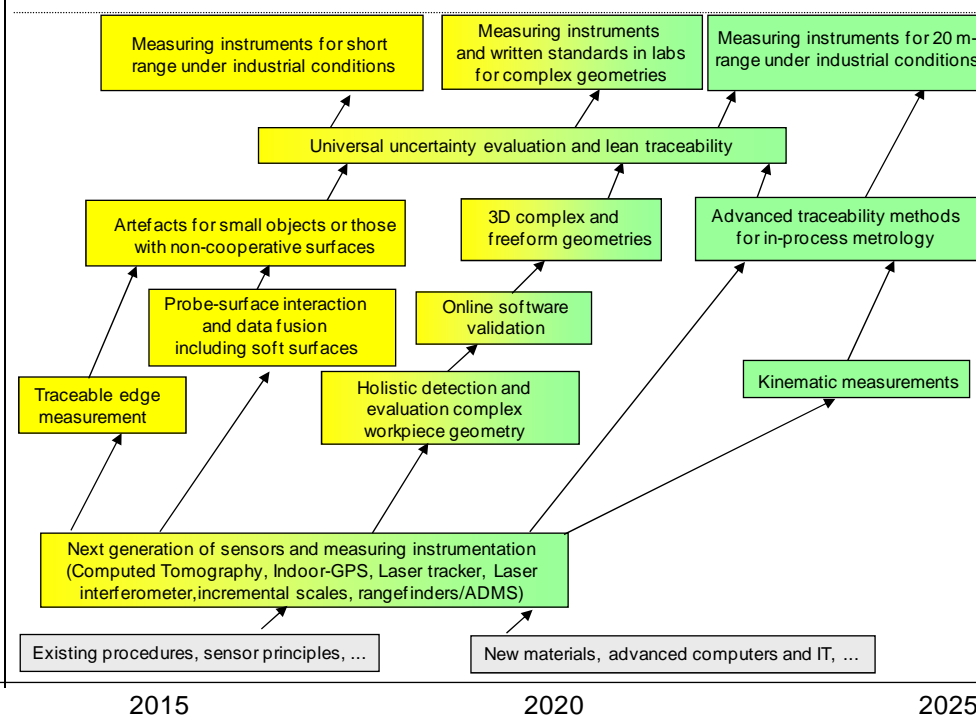 Measuring instruments for short
range under industrial conditions
Measuring instruments
and written standards in labs
for complex geometries
Measuring instruments for 20 m-
range under industrial conditions
Universal uncertainty evaluation and lean traceability
Artefacts for small objects or those
with non-cooperative surfaces
3D complex and
freeform geometries
Advanced traceability methods
for in-process metrology
Probe-surface interaction
and data fusion
including soft surfaces
Online software
validation
Traceable edge
measurement
Holistic detection and
evaluation complex
workpiece geometry
Kinematic measurements
Next generation of sensors and measuring instrumentation
(Computed Tomography, Indoor-GPS, Laser tracker, Laser
interferometer,incremental scales, rangefinders/ADMS)
Existing procedures, sensor principles, …
New materials, advanced computers and IT, …
2015
2020
2025